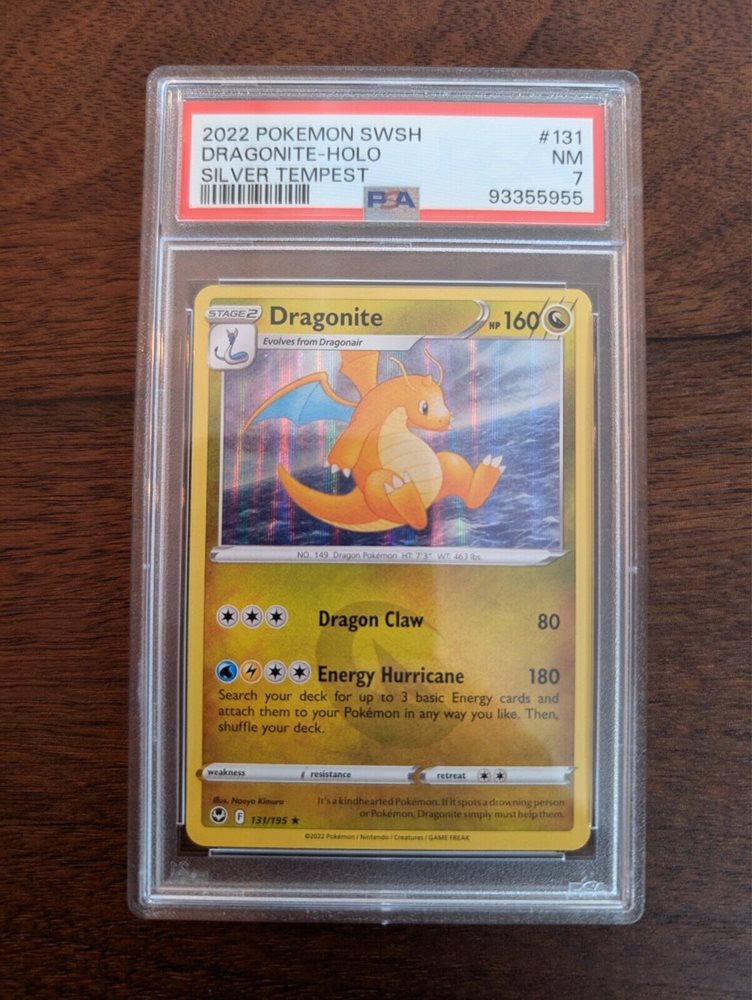 2022 POKEMON SWSH #131
DRAGONITE-HOLO NM
SILVER TEMPEST 7
PSA 93355955
STAGE2 Dragonite HP 160
Evolves from Dragonair
NO. 149 Dragon Pokémon HT: 7'3" WT: 463 lbs.
Dragon Claw 80
Energy Hurricane 180
Search your deck for up to 3 basic Energy cards and
attach them to your Pokémon in any way you like. Then,
shuffle your deck.
weakness resistance retreat
Illus. Naoyo Kimura
It's a kindhearted Pokémon. If it spots a drowning person
or Pokémon, Dragonite simply must help them.
F 131/195 ★
©2022 Pokémon / Nintendo / Creatures / GAME FREAK